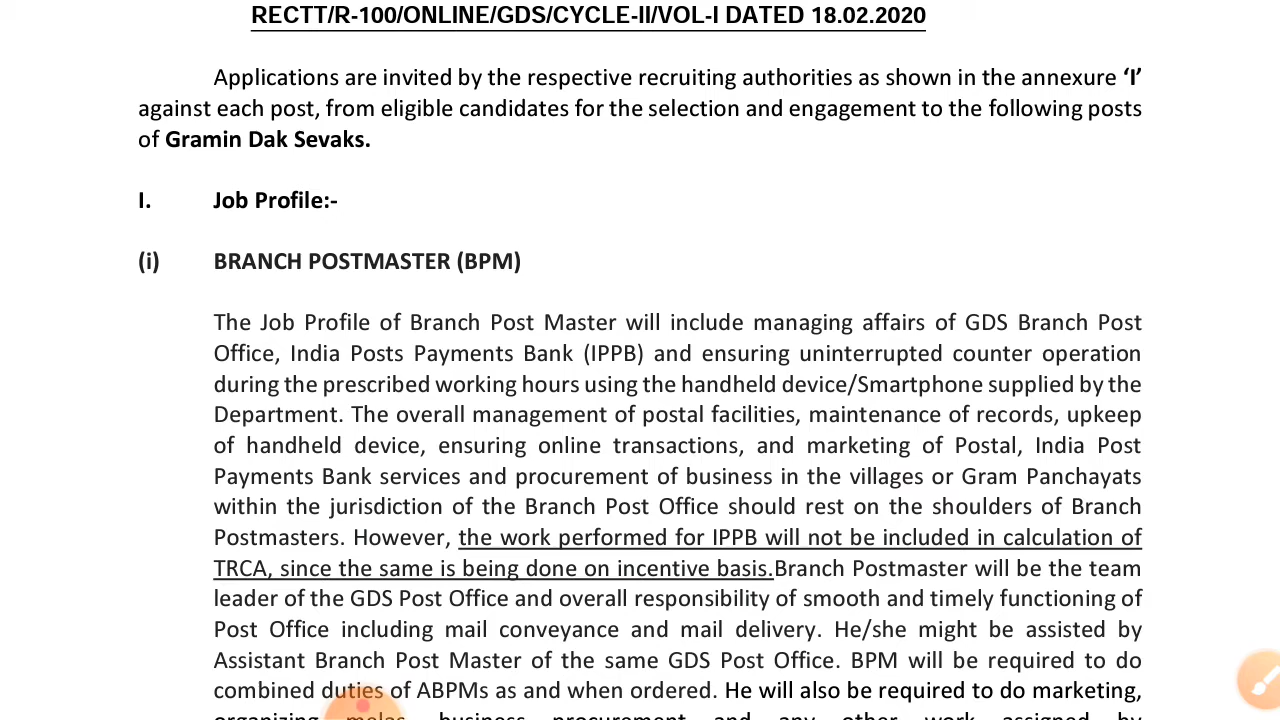 RECTT/R-100/ONLINE/GDS/CYCLE-II/VOL-I DATED 18.02.2020
Applications are invited by the respective recruiting authorities as shown in the annexure ‘I’
against each post, from eligible candidates for the selection and engagement to the following posts
of Gramin Dak Sevaks.
I. Job Profile:-
(i) BRANCH POSTMASTER (BPM)
The Job Profile of Branch Post Master will include managing affairs of GDS Branch Post
Office, India Posts Payments Bank (IPPB) and ensuring uninterrupted counter operation
during the prescribed working hours using the handheld device/Smartphone supplied by the
Department. The overall management of postal facilities, maintenance of records, upkeep
of handheld device, ensuring online transactions, and marketing of Postal, India Post
Payments Bank services and procurement of business in the villages or Gram Panchayats
within the jurisdiction of the Branch Post Office should rest on the shoulders of Branch
Postmasters. However, the work performed for IPPB will not be included in calculation of
TRCA, since the same is being done on incentive basis.Branch Postmaster will be the team
leader of the GDS Post Office and overall responsibility of smooth and timely functioning of
Post Office including mail conveyance and mail delivery. He/she might be assisted by
Assistant Branch Post Master of the same GDS Post Office. BPM will be required to do
combined duties of ABPMs as and when ordered. He will also be required to do marketing,
organizing melas, business procurement and any other work assigned by